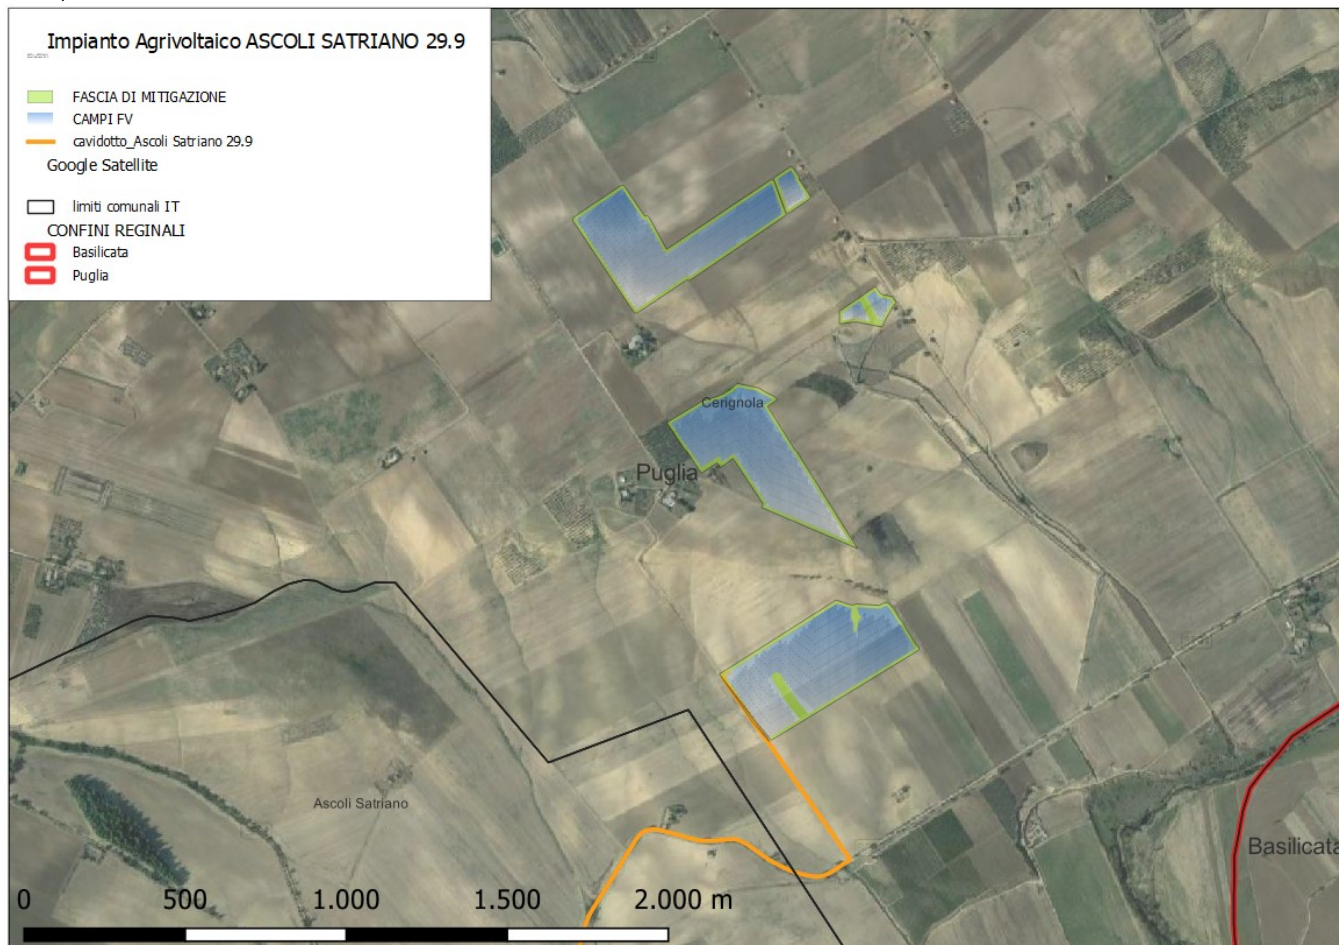 Impianto Agrivoltaico ASCOLI SATRIANO 29.9
FASCIA DI MITIGAZIONE
CAMPI FV
cavidotto_Ascoli Satriano 29.9
Google Satellite
limiti comunali IT
CONFINI REGINALI
Basilicata
Puglia
Cerignola
Puglia
Ascoli Satriano
Basilicata
0 500 1.000 1.500 2.000 m